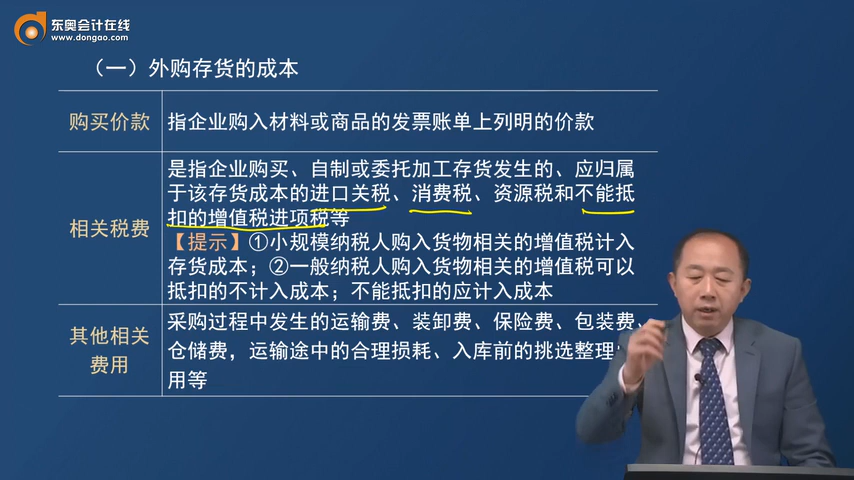 东奥会计在线
www.dongao.com
（一）外购存货的成本
购买价款
指企业购入材料或商品的发票账单上列明的价款
相关税费
是指企业购买、自制或委托加工存货发生的、应归属
于该存货成本的进口关税、消费税、资源税和不能抵
扣的增值税进项税等
【提示】①小规模纳税人购入货物相关的增值税计入
存货成本；②一般纳税人购入货物相关的增值税可以
抵扣的不计入成本；不能抵扣的应计入成本
其他相关
费用
采购过程中发生的运输费、装卸费、保险费、包装费、
仓储费，运输途中的合理损耗、入库前的挑选整理
用等